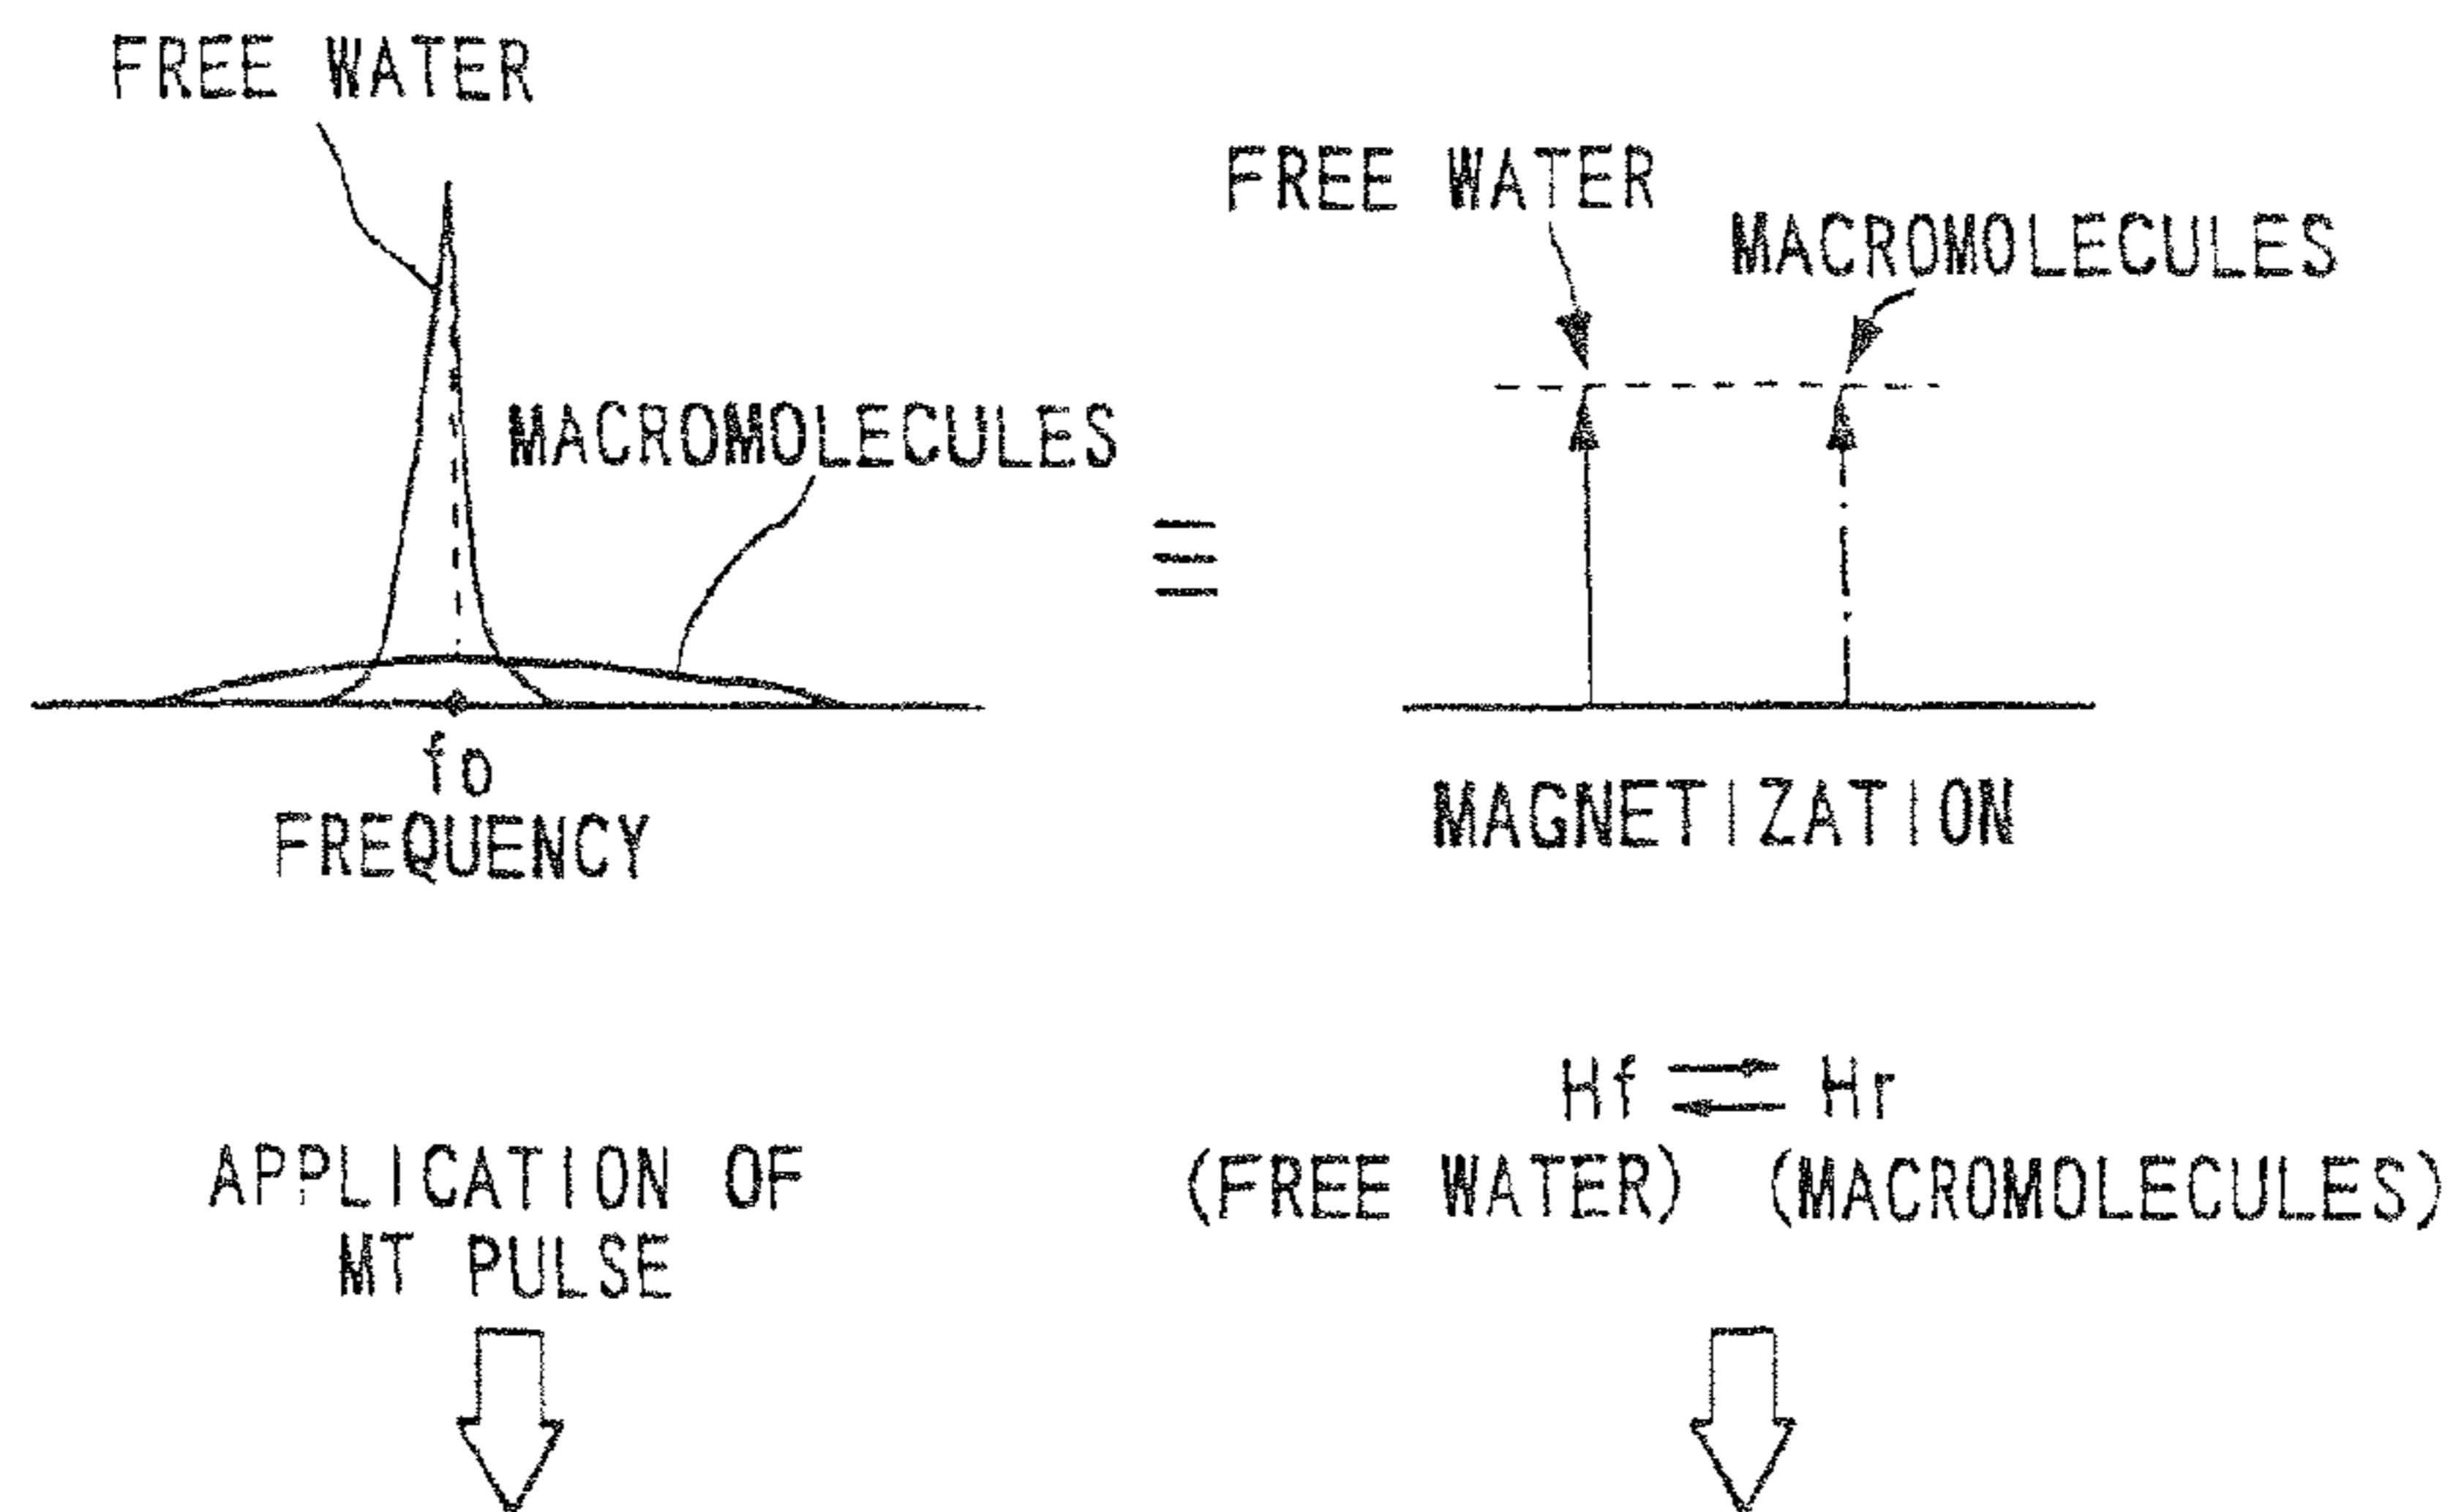 FREE WATER
MACROMOLECULES
fo
FREQUENCY
≡
FREE WATER
MACROMOLECULES
MAGNETIZATION
APPLICATION OF
MT PULSE
Hf ⇄ Hr
(FREE WATER) (MACROMOLECULES)